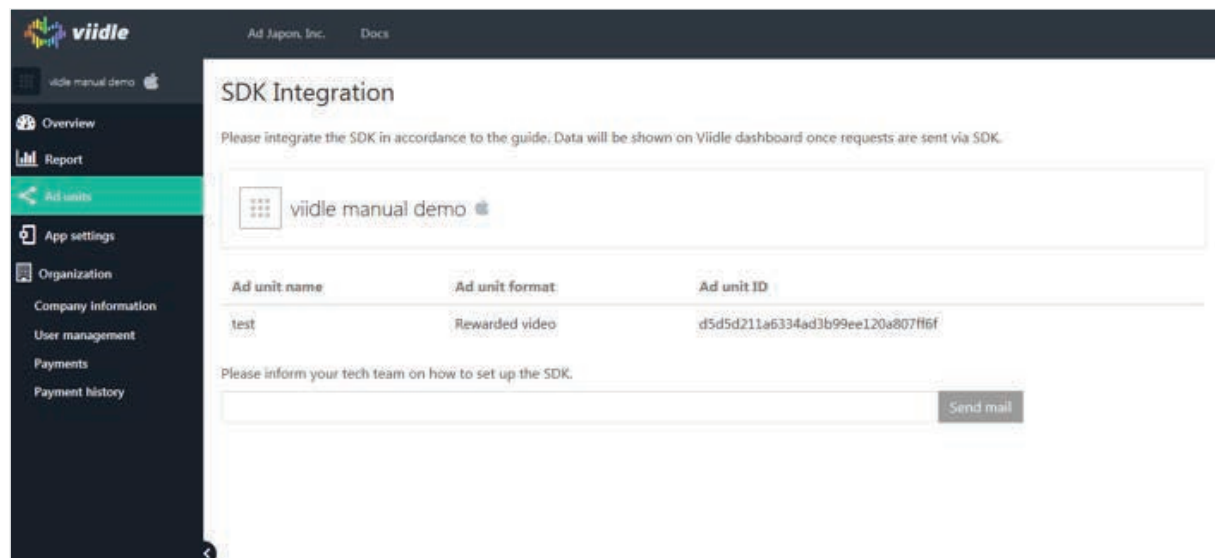 viidle
Ad Japon, Inc. Docs
viidle manual demo
Overview
Report
Ad units
App settings
Organization
Company information
User management
Payments
Payment history
SDK Integration
Please integrate the SDK in accordance to the guide. Data will be shown on Viidle dashboard once requests are sent via SDK.
viidle manual demo
Ad unit name Ad unit format Ad unit ID
test Rewarded video d5d5d211a6334ad3b99ee120a807ff6f
Please inform your tech team on how to set up the SDK.
Send mail